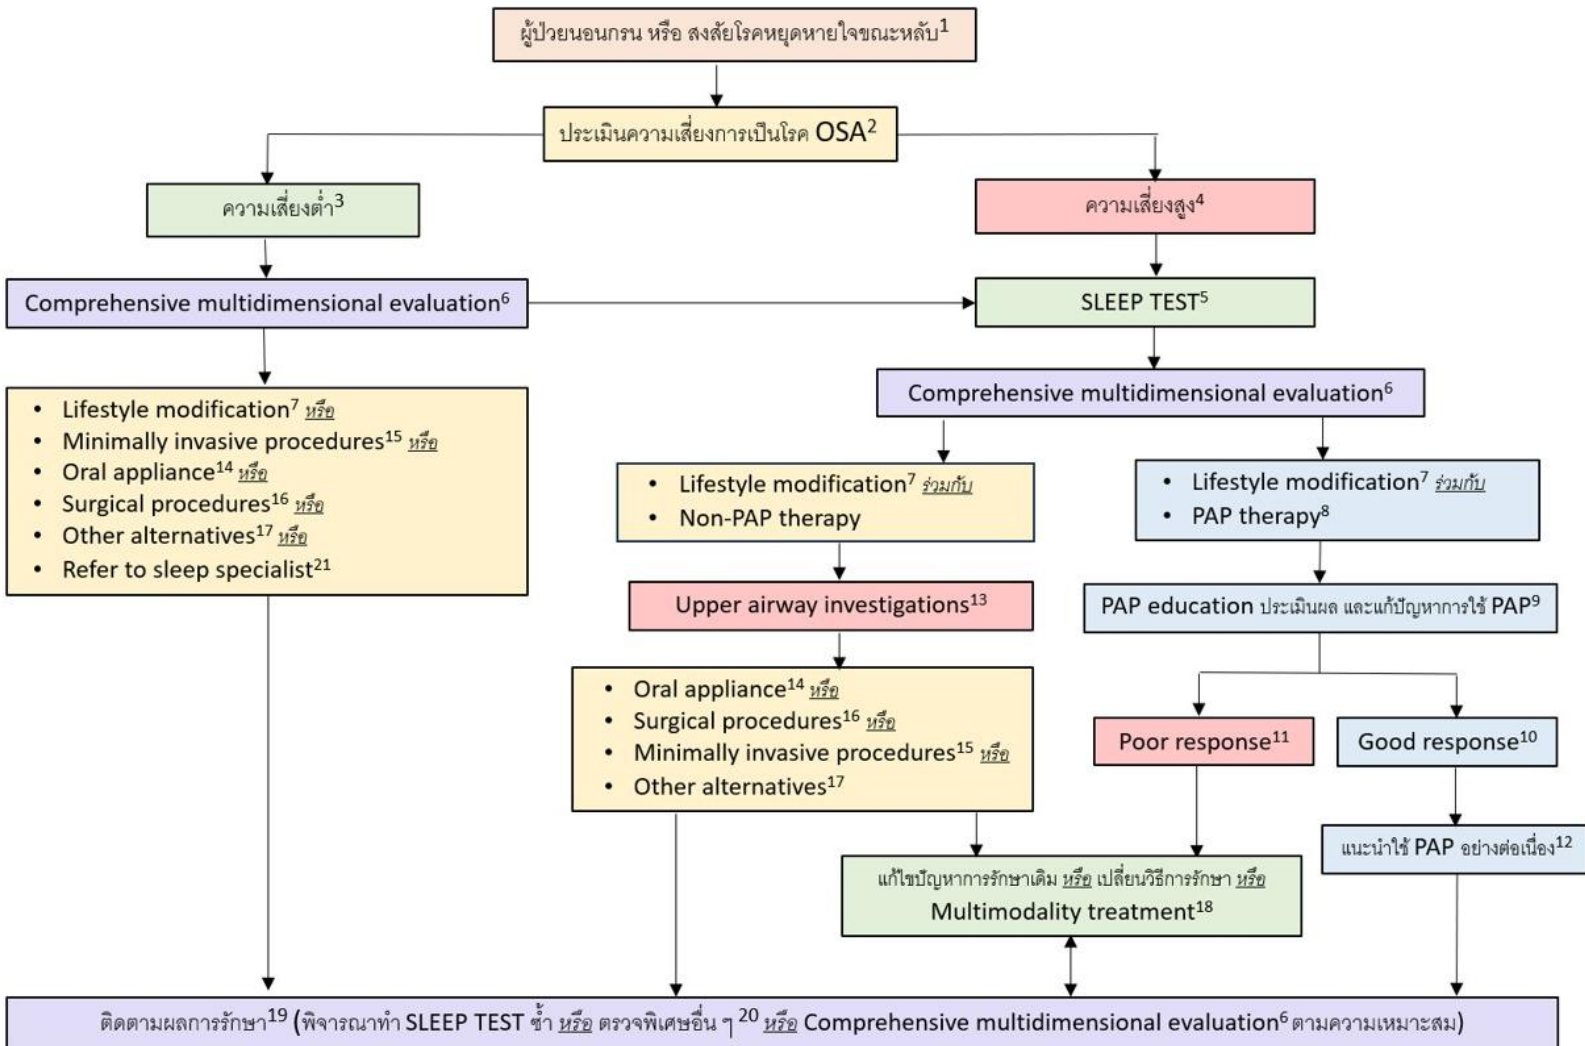 ผู้ป่วยนอนกรน หรือ สงสัยโรคหยุดหายใจขณะหลับ¹
ประเมินความเสี่ยงการเป็นโรค OSA²
ความเสี่ยงต่ำ³
ความเสี่ยงสูง⁴
Comprehensive multidimensional evaluation⁶
SLEEP TEST⁵
Comprehensive multidimensional evaluation⁶
• Lifestyle modification⁷ หรือ
• Minimally invasive procedures¹⁵ หรือ
• Oral appliance¹⁴ หรือ
• Surgical procedures¹⁶ หรือ
• Other alternatives¹⁷ หรือ
• Refer to sleep specialist²¹
• Lifestyle modification⁷ ร่วมกับ
• Non-PAP therapy
• Lifestyle modification⁷ ร่วมกับ
• PAP therapy⁸
Upper airway investigations¹³
PAP education ประเมินผล และแก้ปัญหาการใช้ PAP⁹
• Oral appliance¹⁴ หรือ
• Surgical procedures¹⁶ หรือ
• Minimally invasive procedures¹⁵ หรือ
• Other alternatives¹⁷
Poor response¹¹
Good response¹⁰
แนะนำใช้ PAP อย่างต่อเนื่อง¹²
แก้ไขปัญหาการรักษาเดิม หรือ เปลี่ยนวิธีการรักษา หรือ
Multimodality treatment¹⁸
ติดตามผลการรักษา¹⁹ (พิจารณาทำ SLEEP TEST ซ้ำ หรือ ตรวจพิเศษอื่น ๆ ²⁰ หรือ Comprehensive multidimensional evaluation⁶ ตามความเหมาะสม)